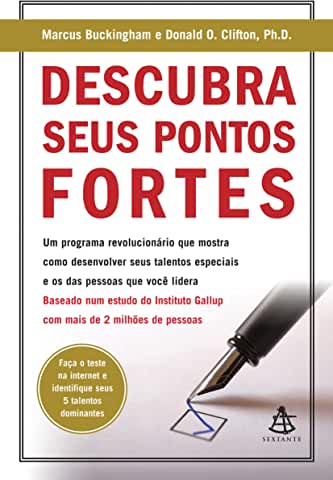 Marcus Buckingham e Donald O. Clifton, Ph.D.
DESCUBRA
SEUS PONTOS
FORTES
Um programa revolucionário que mostra
como desenvolver seus talentos especiais
e os das pessoas que você lidera
Baseado num estudo do Instituto Gallup
com mais de 2 milhões de pessoas
Faça o teste
na internet e
identifique seus
5 talentos
dominantes
SEXTANTE